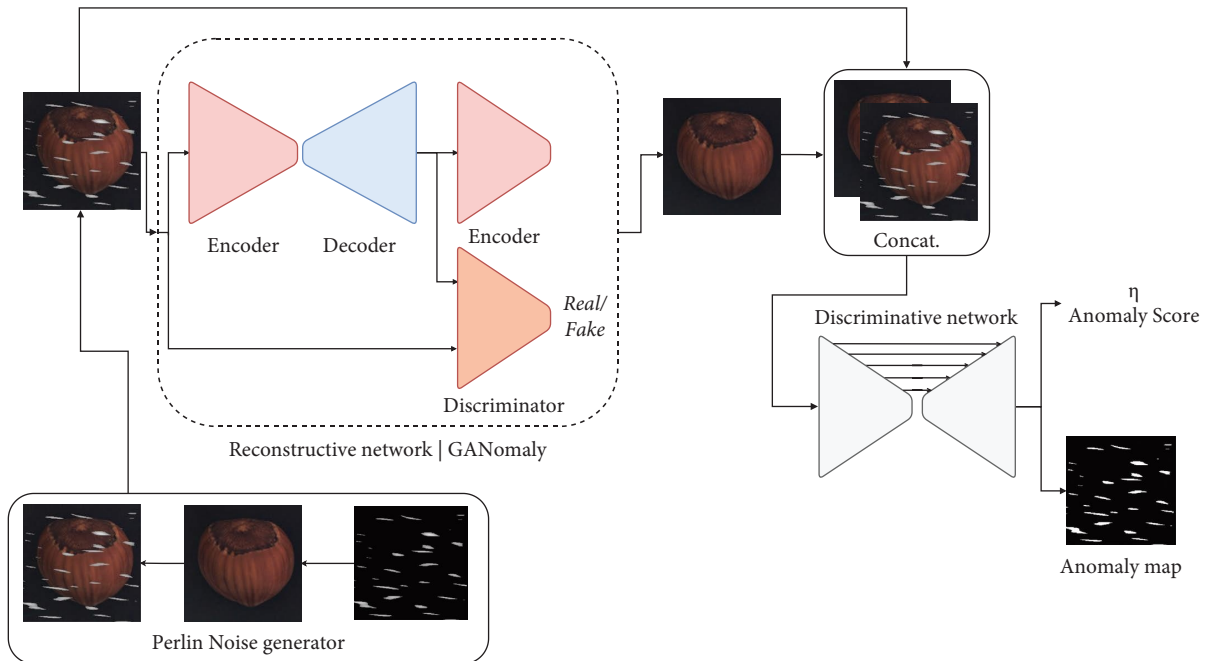 Encoder
Decoder
Encoder
Real/
Fake
Discriminator
Reconstructive network | GANomaly
Concat.
Discriminative network
η
Anomaly Score
Anomaly map
Perlin Noise generator